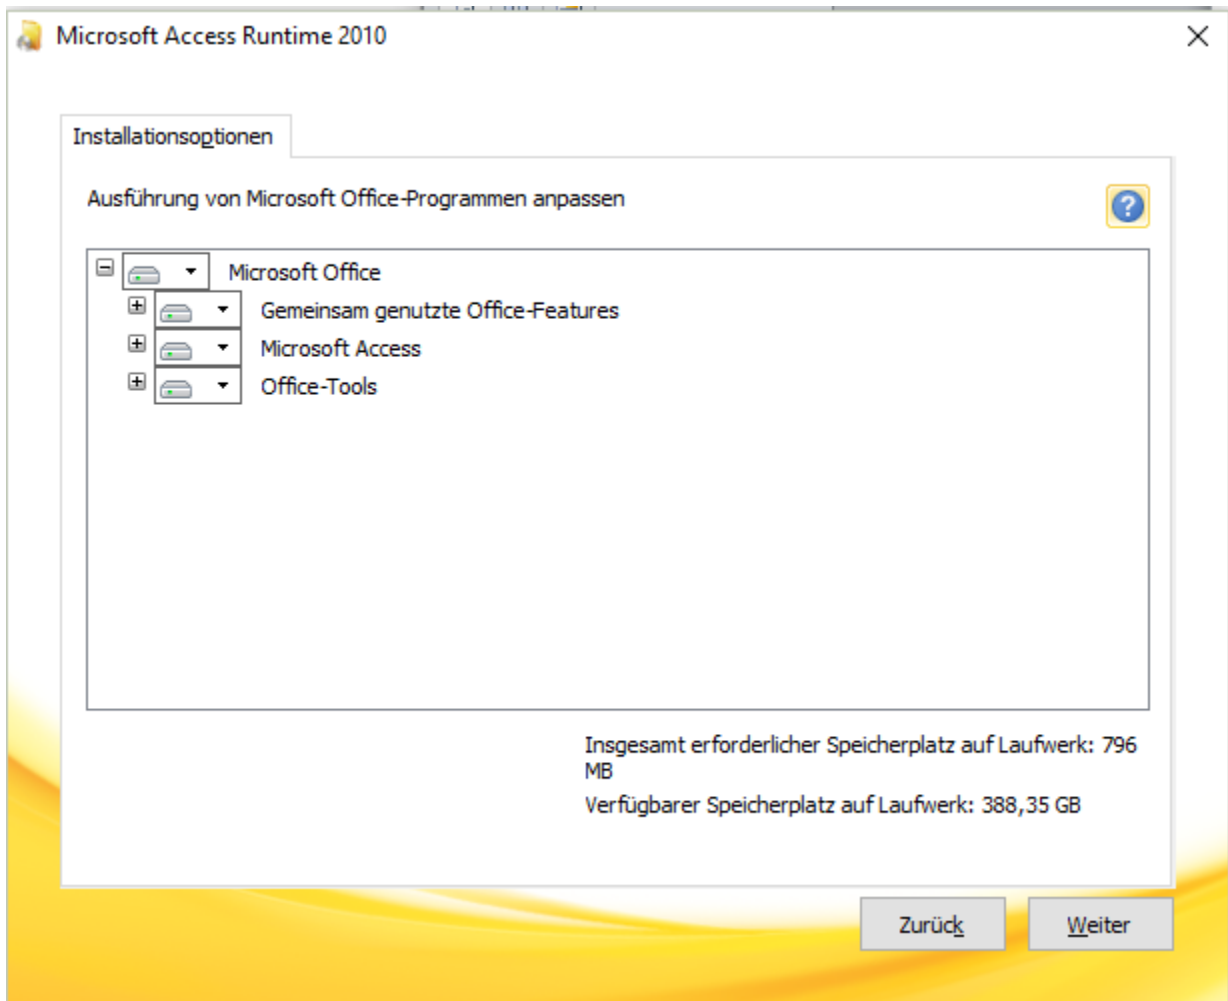 Microsoft Access Runtime 2010
Installationsoptionen
Ausführung von Microsoft Office-Programmen anpassen
Microsoft Office
Gemeinsam genutzte Office-Features
Microsoft Access
Office-Tools
Insgesamt erforderlicher Speicherplatz auf Laufwerk: 796
MB
Verfügbarer Speicherplatz auf Laufwerk: 388,35 GB
Zurück
Weiter